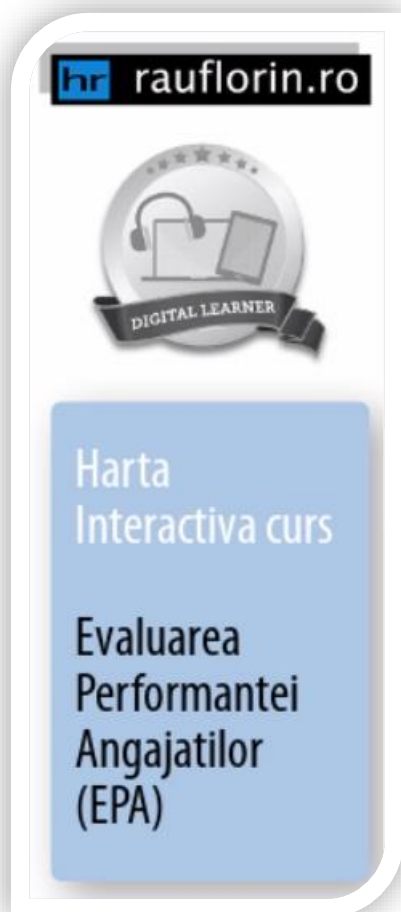 hr rauflorin.ro
DIGITAL LEARNER
Harta
Interactiva curs
Evaluarea
Performantei
Angajatilor
(EPA)